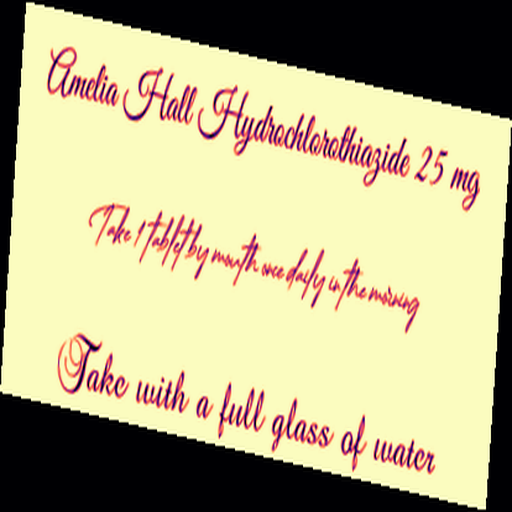 Amelia Hall Hydrochlorothiazide 25 mg
Take 1 tablet by mouth once daily in the morning
Take with a full glass of water